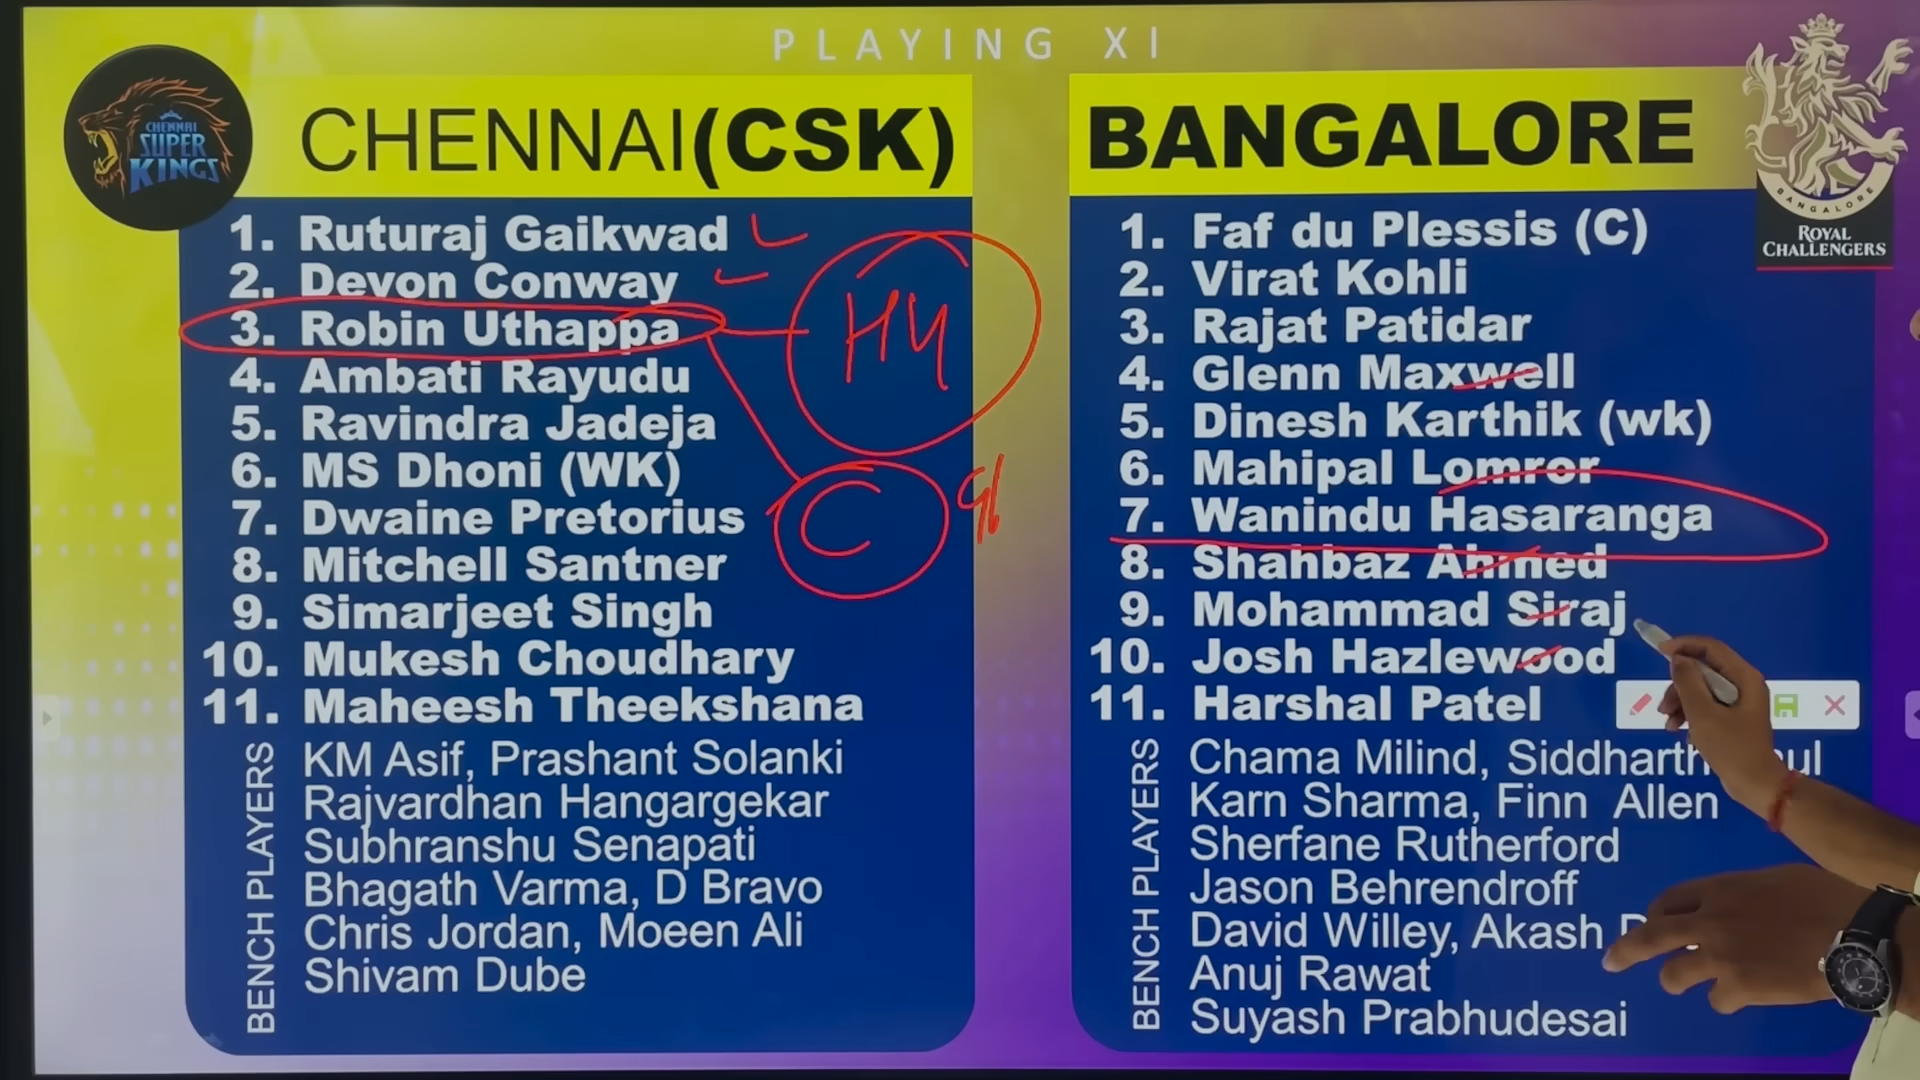 PLAYING XI
CHENNAI SUPER KINGS
CHENNAI(CSK)
1. Ruturaj Gaikwad
2. Devon Conway
3. Robin Uthappa
4. Ambati Rayudu
5. Ravindra Jadeja
6. MS Dhoni (WK)
7. Dwaine Pretorius
8. Mitchell Santner
9. Simarjeet Singh
10. Mukesh Choudhary
11. Maheesh Theekshana
BENCH PLAYERS
KM Asif, Prashant Solanki
Rajvardhan Hangargekar
Subhranshu Senapati
Bhagath Varma, D Bravo
Chris Jordan, Moeen Ali
Shivam Dube
C
BANGALORE
BANGALORE
ROYAL
CHALLENGERS
1. Faf du Plessis (C)
2. Virat Kohli
3. Rajat Patidar
4. Glenn Maxwell
5. Dinesh Karthik (wk)
6. Mahipal Lomror
7. Wanindu Hasaranga
8. Shahbaz Ahmed
9. Mohammad Siraj
10. Josh Hazlewood
11. Harshal Patel
BENCH PLAYERS
Chama Milind, Siddharth
Karn Sharma, Finn Allen
Sherfane Rutherford
Jason Behrendroff
David Willey, Akash
Anuj Rawat
Suyash Prabhudesai